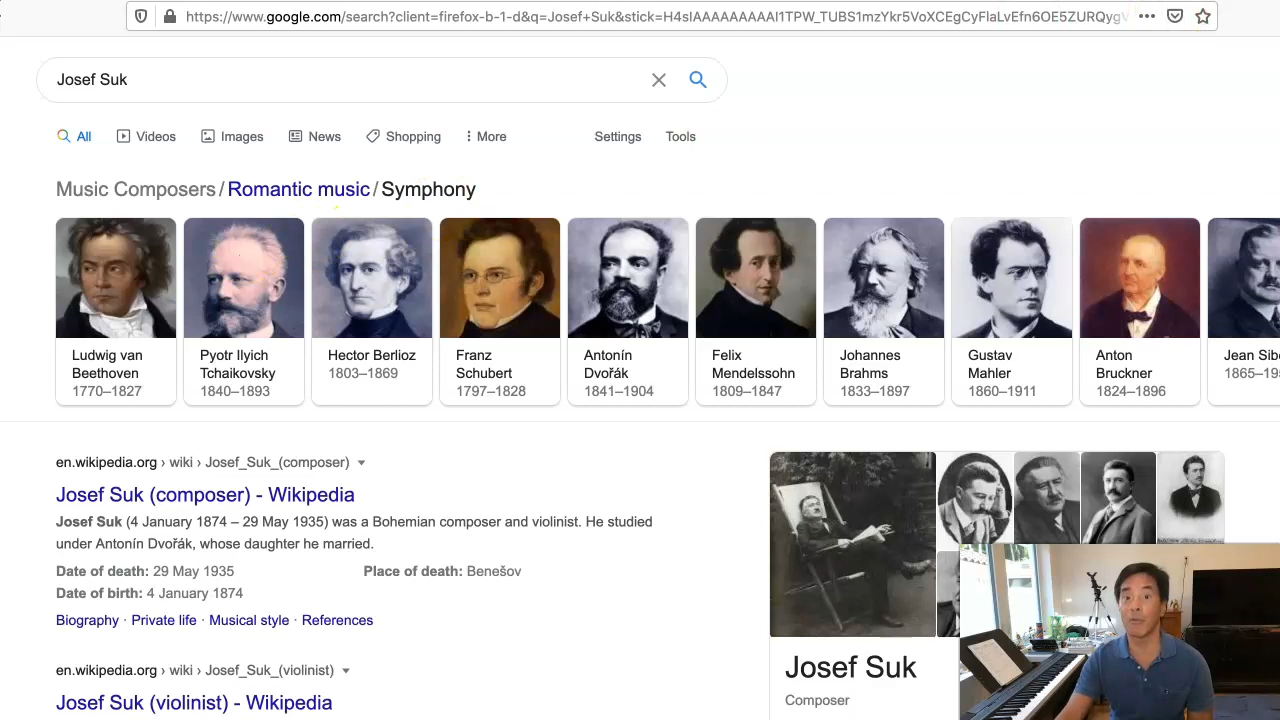 https://www.google.com/search?client=firefox-b-1-d&q=Josef+Suk&stick=
Josef Suk
All Videos Images News Shopping More Settings Tools
Music Composers / Romantic music / Symphony
Ludwig van Beethoven 1770–1827
Pyotr Ilyich Tchaikovsky 1840–1893
Hector Berlioz 1803–1869
Franz Schubert 1797–1828
Antonín Dvořák 1841–1904
Felix Mendelssohn 1809–1847
Johannes Brahms 1833–1897
Gustav Mahler 1860–1911
Anton Bruckner 1824–1896
Jean Sib
1865–19
en.wikipedia.org › wiki › Josef_Suk_(composer)
Josef Suk (composer) - Wikipedia
Josef Suk (4 January 1874 – 29 May 1935) was a Bohemian composer and violinist. He studied
under Antonín Dvořák, whose daughter he married.
Date of death: 29 May 1935 Place of death: Benešov
Date of birth: 4 January 1874
Biography · Private life · Musical style · References
en.wikipedia.org › wiki › Josef_Suk_(violinist)
Josef Suk (violinist) - Wikipedia
Josef Suk
Composer